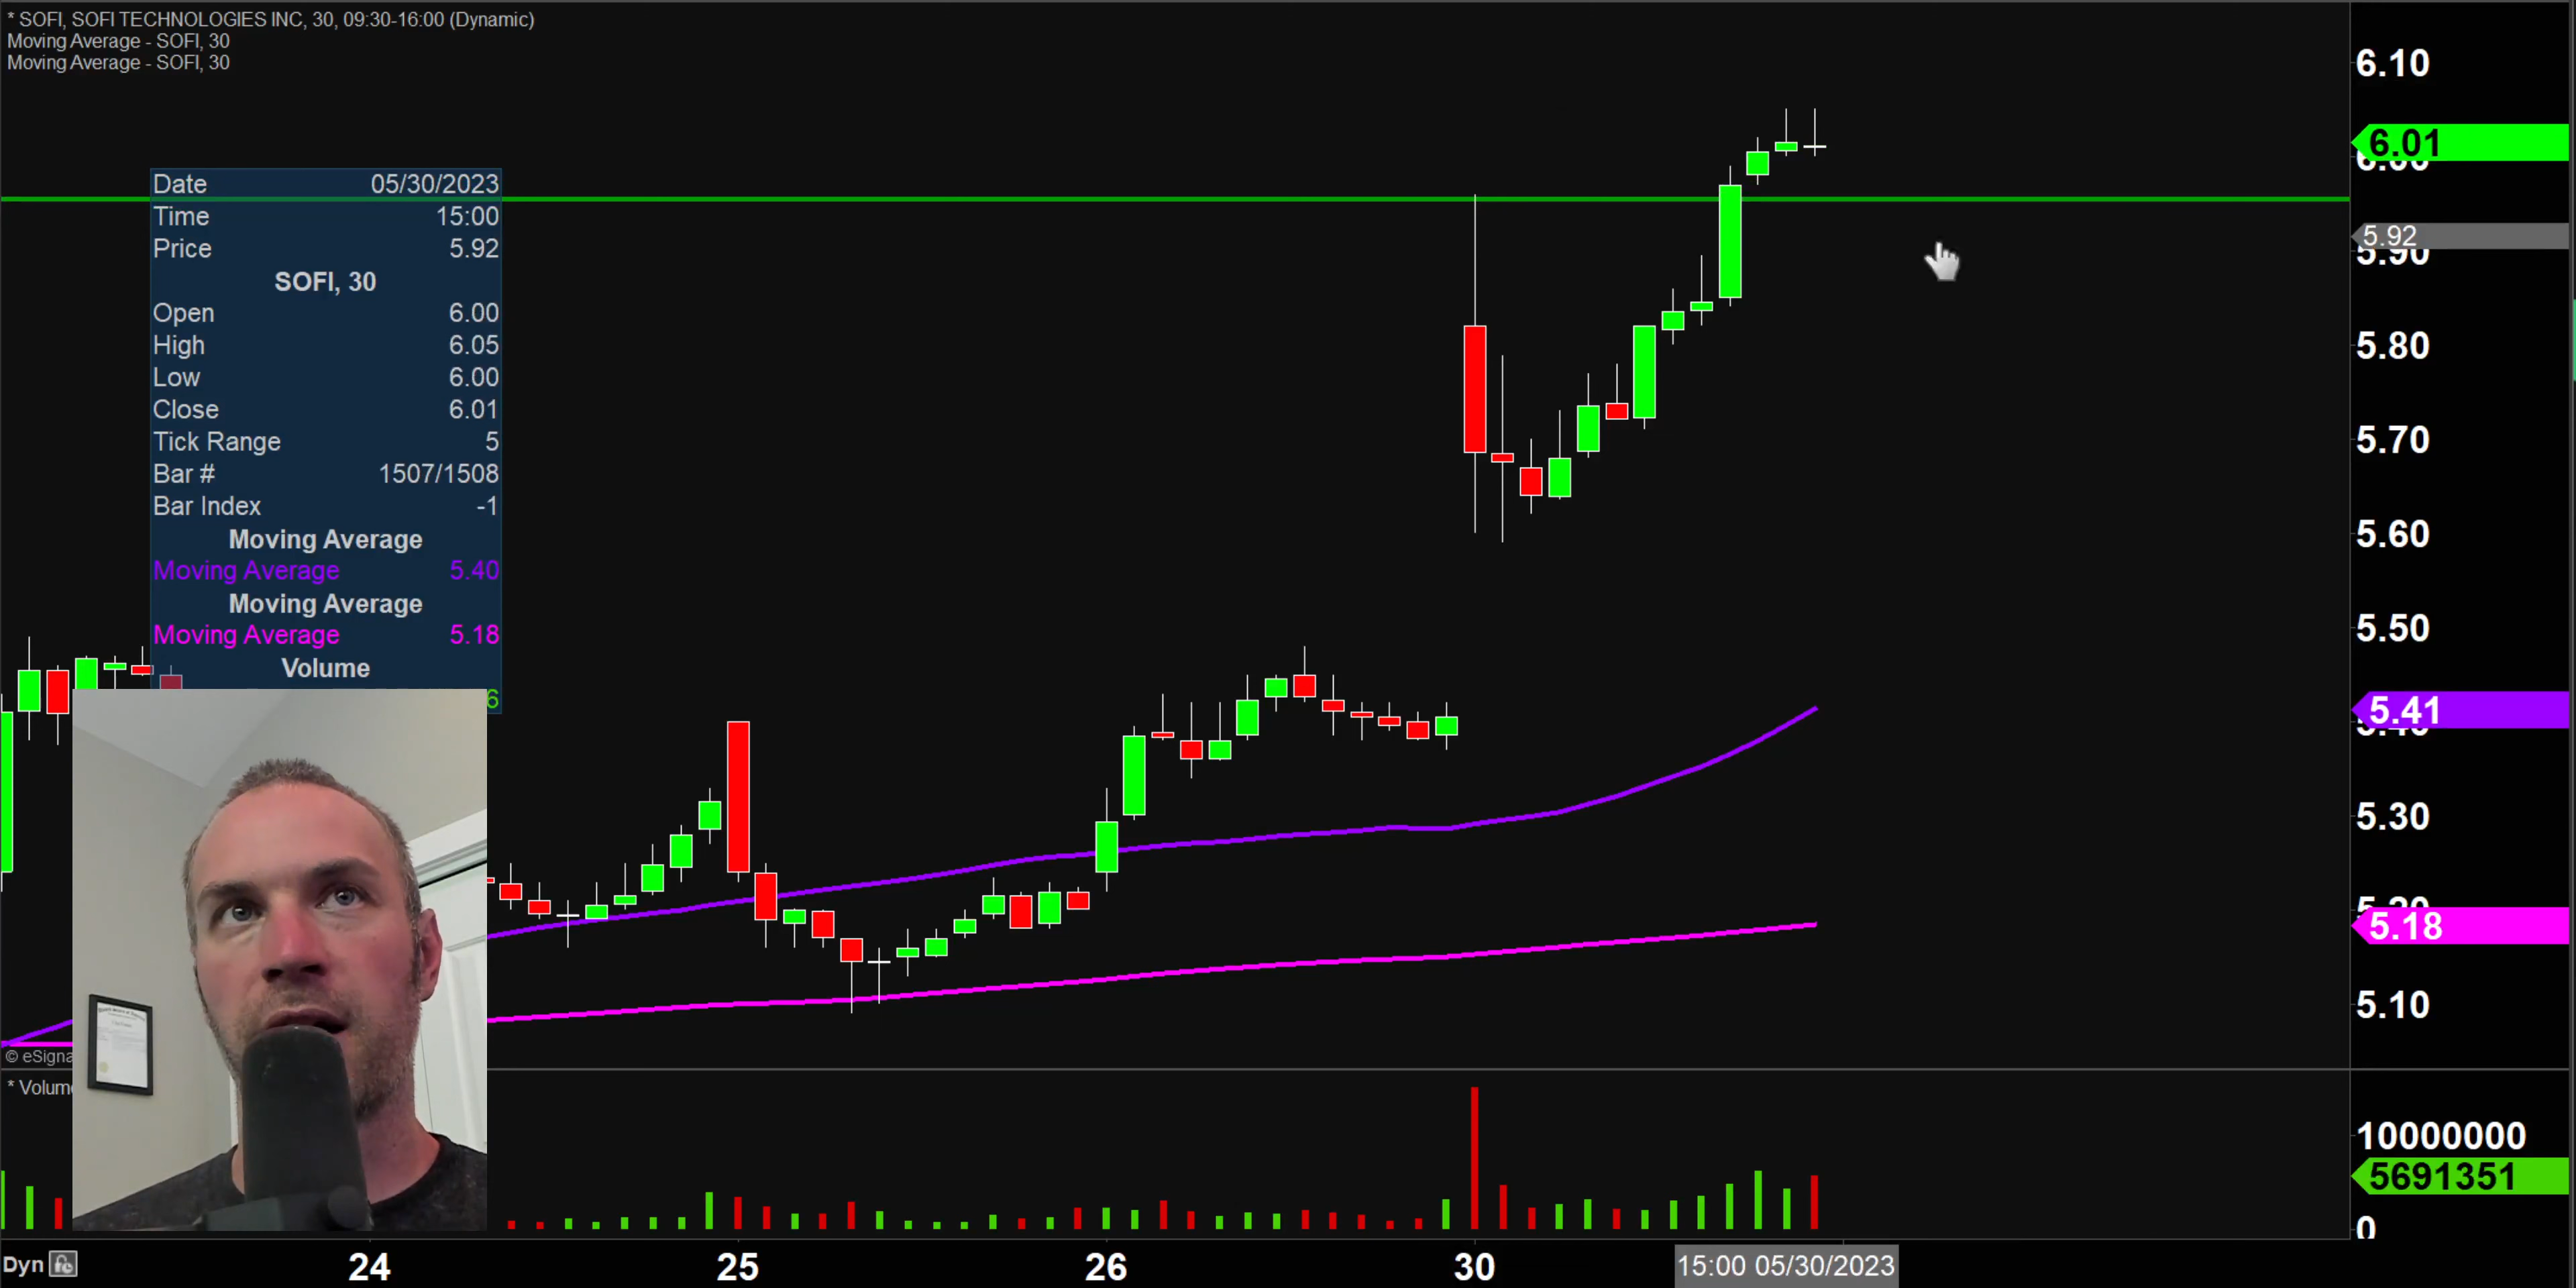 * SOFI, SOFI TECHNOLOGIES INC, 30, 09:30-16:00 (Dynamic)
Moving Average - SOFI, 30
Moving Average - SOFI, 30
6.10
6.01
5.92
5.90
5.80
5.70
5.60
5.50
5.41
5.30
5.18
5.10
Date 05/30/2023
Time 15:00
Price 5.92
SOFI, 30
Open 6.00
High 6.05
Low 6.00
Close 6.01
Tick Range 5
Bar # 1507/1508
Bar Index -1
Moving Average
Moving Average 5.40
Moving Average
Moving Average 5.18
Volume
6
© eSigna
* Volum
10000000
5691351
0
Dyn
24
25
26
30
15:00 05/30/2023